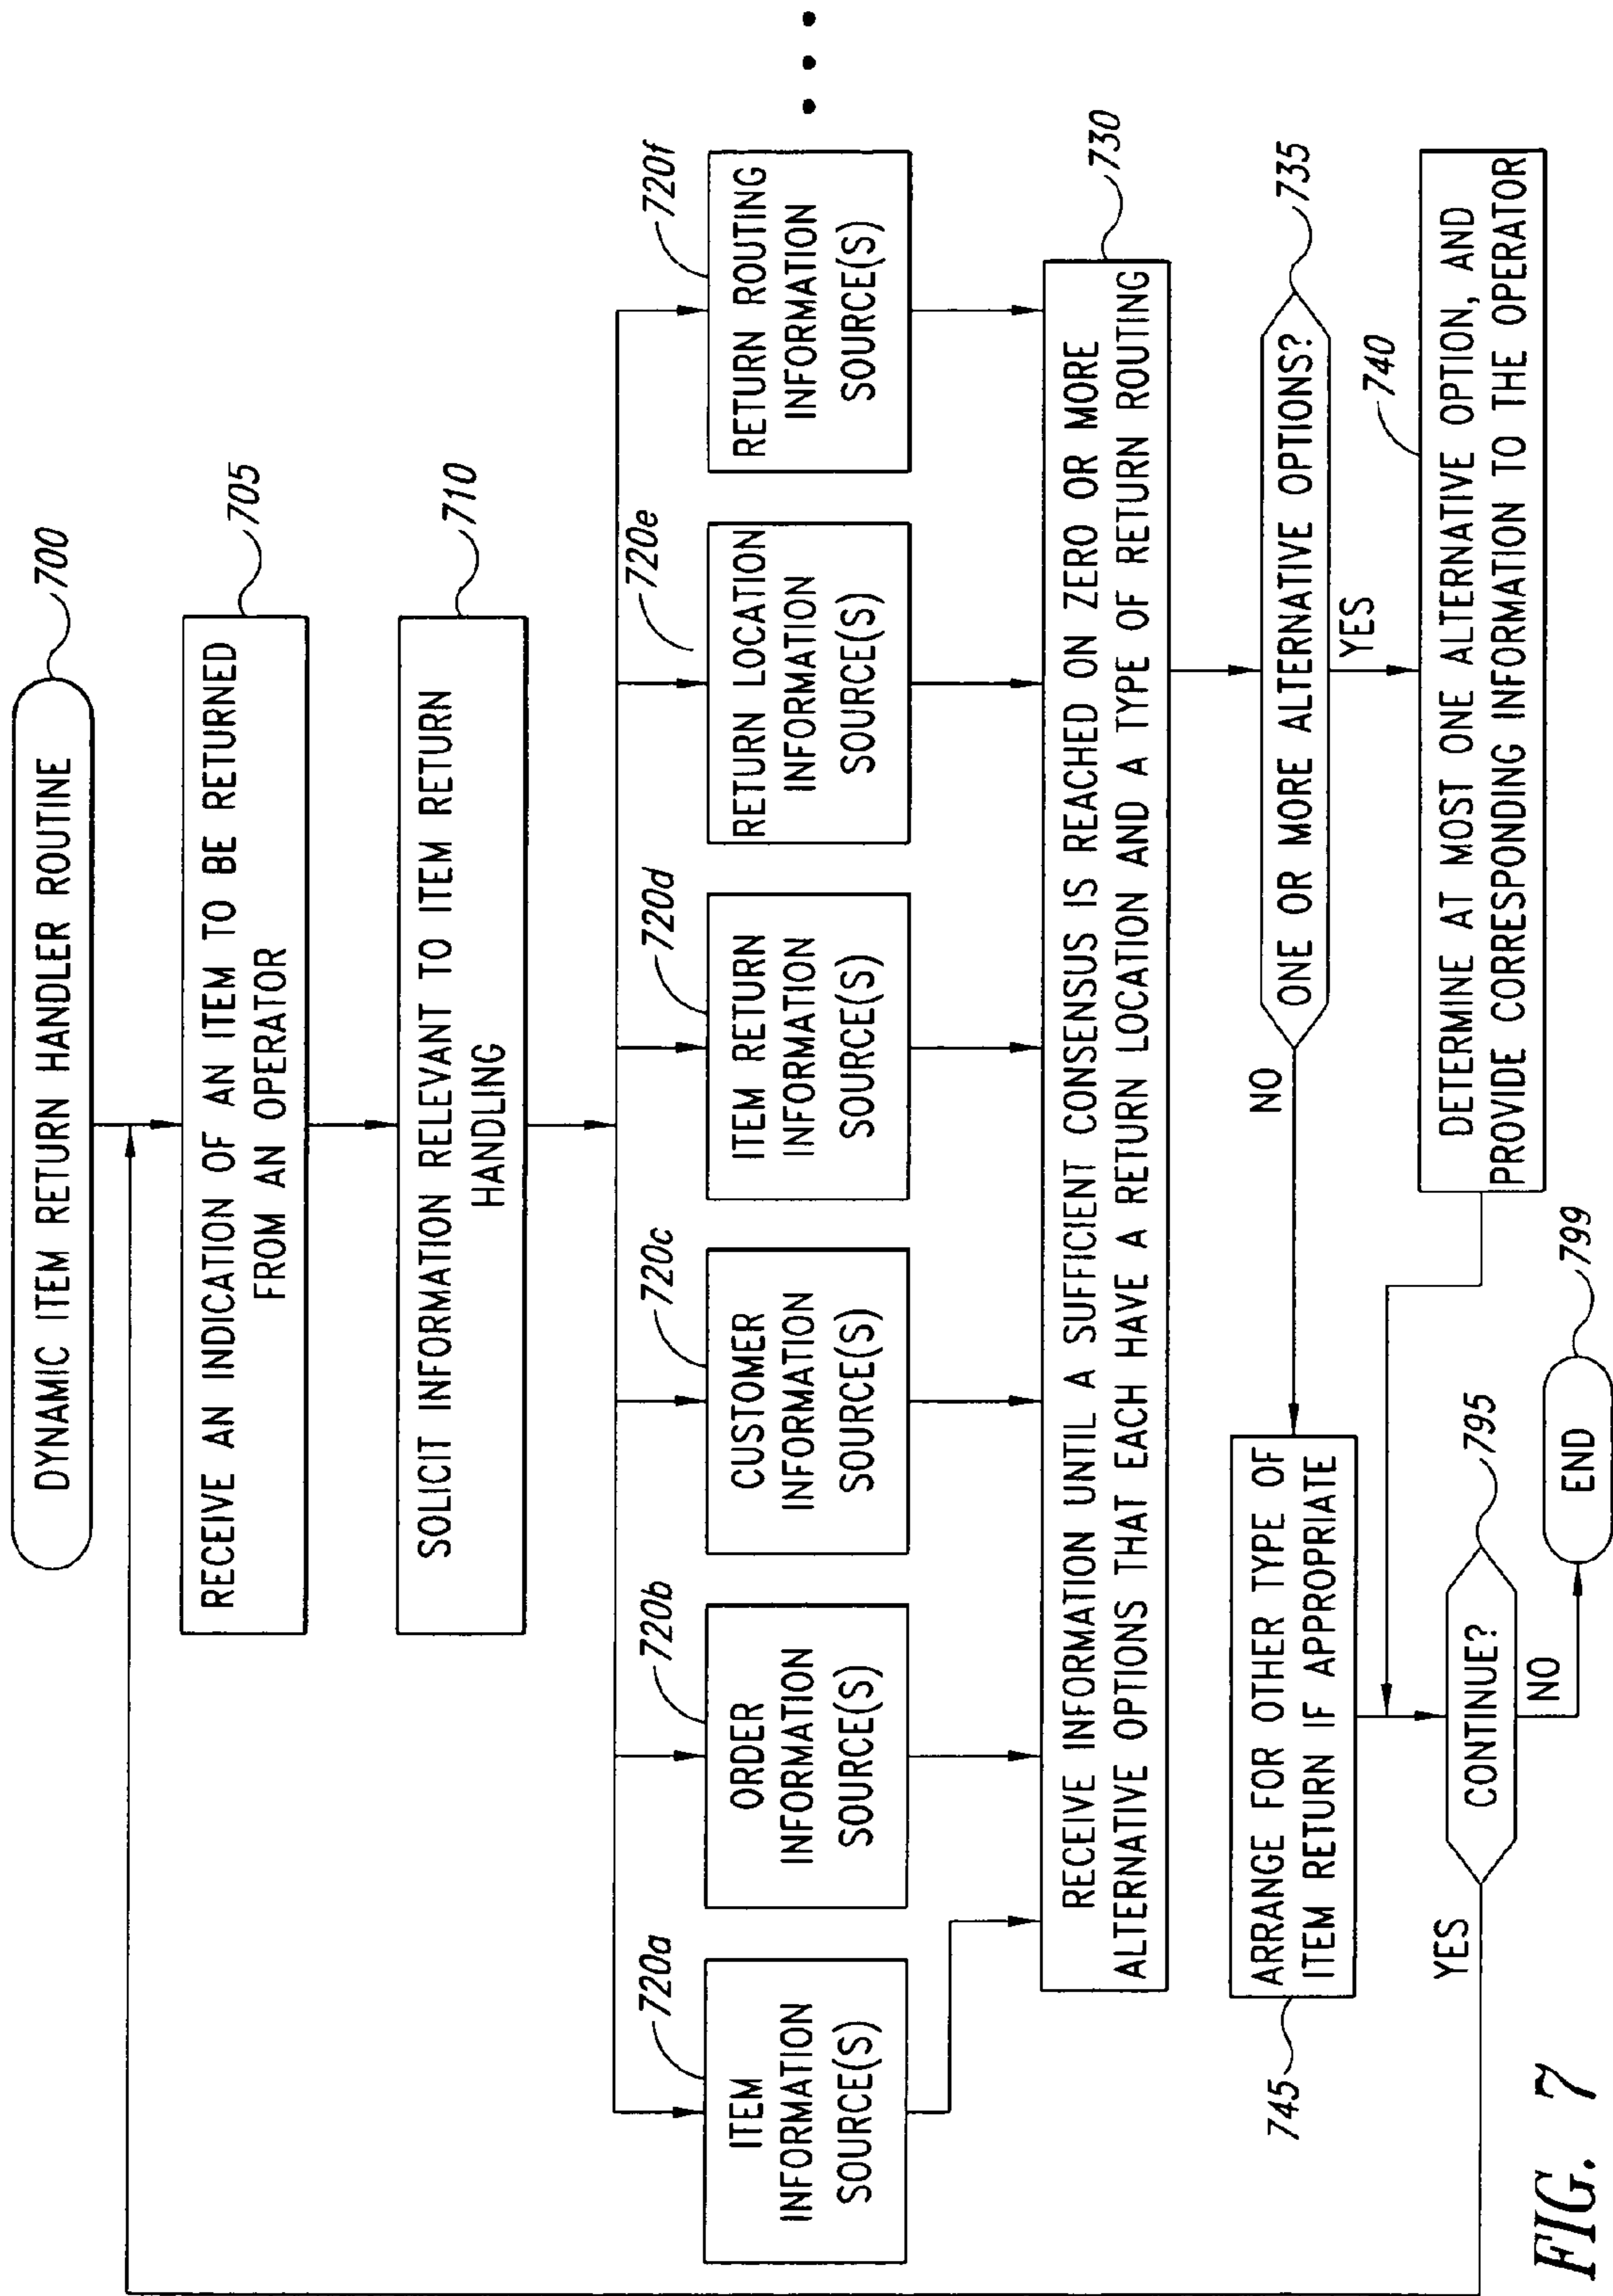 DYNAMIC ITEM RETURN HANDLER ROUTINE
700
RECEIVE AN INDICATION OF AN ITEM TO BE RETURNED
FROM AN OPERATOR
705
SOLICIT INFORMATION RELEVANT TO ITEM RETURN
HANDLING
710
720a
ITEM
INFORMATION
SOURCE(S)
720b
ORDER
INFORMATION
SOURCE(S)
720c
CUSTOMER
INFORMATION
SOURCE(S)
720d
ITEM RETURN
INFORMATION
SOURCE(S)
720e
RETURN LOCATION
INFORMATION
SOURCE(S)
720f
RETURN ROUTING
INFORMATION
SOURCE(S)
• • •
RECEIVE INFORMATION UNTIL A SUFFICIENT CONSENSUS IS REACHED ON ZERO OR MORE
ALTERNATIVE OPTIONS THAT EACH HAVE A RETURN LOCATION AND A TYPE OF RETURN ROUTING
730
ONE OR MORE ALTERNATIVE OPTIONS?
735
NO
YES
740
DETERMINE AT MOST ONE ALTERNATIVE OPTION, AND
PROVIDE CORRESPONDING INFORMATION TO THE OPERATOR
745
ARRANGE FOR OTHER TYPE OF
ITEM RETURN IF APPROPRIATE
CONTINUE?
795
YES
NO
END
799
FIG. 7